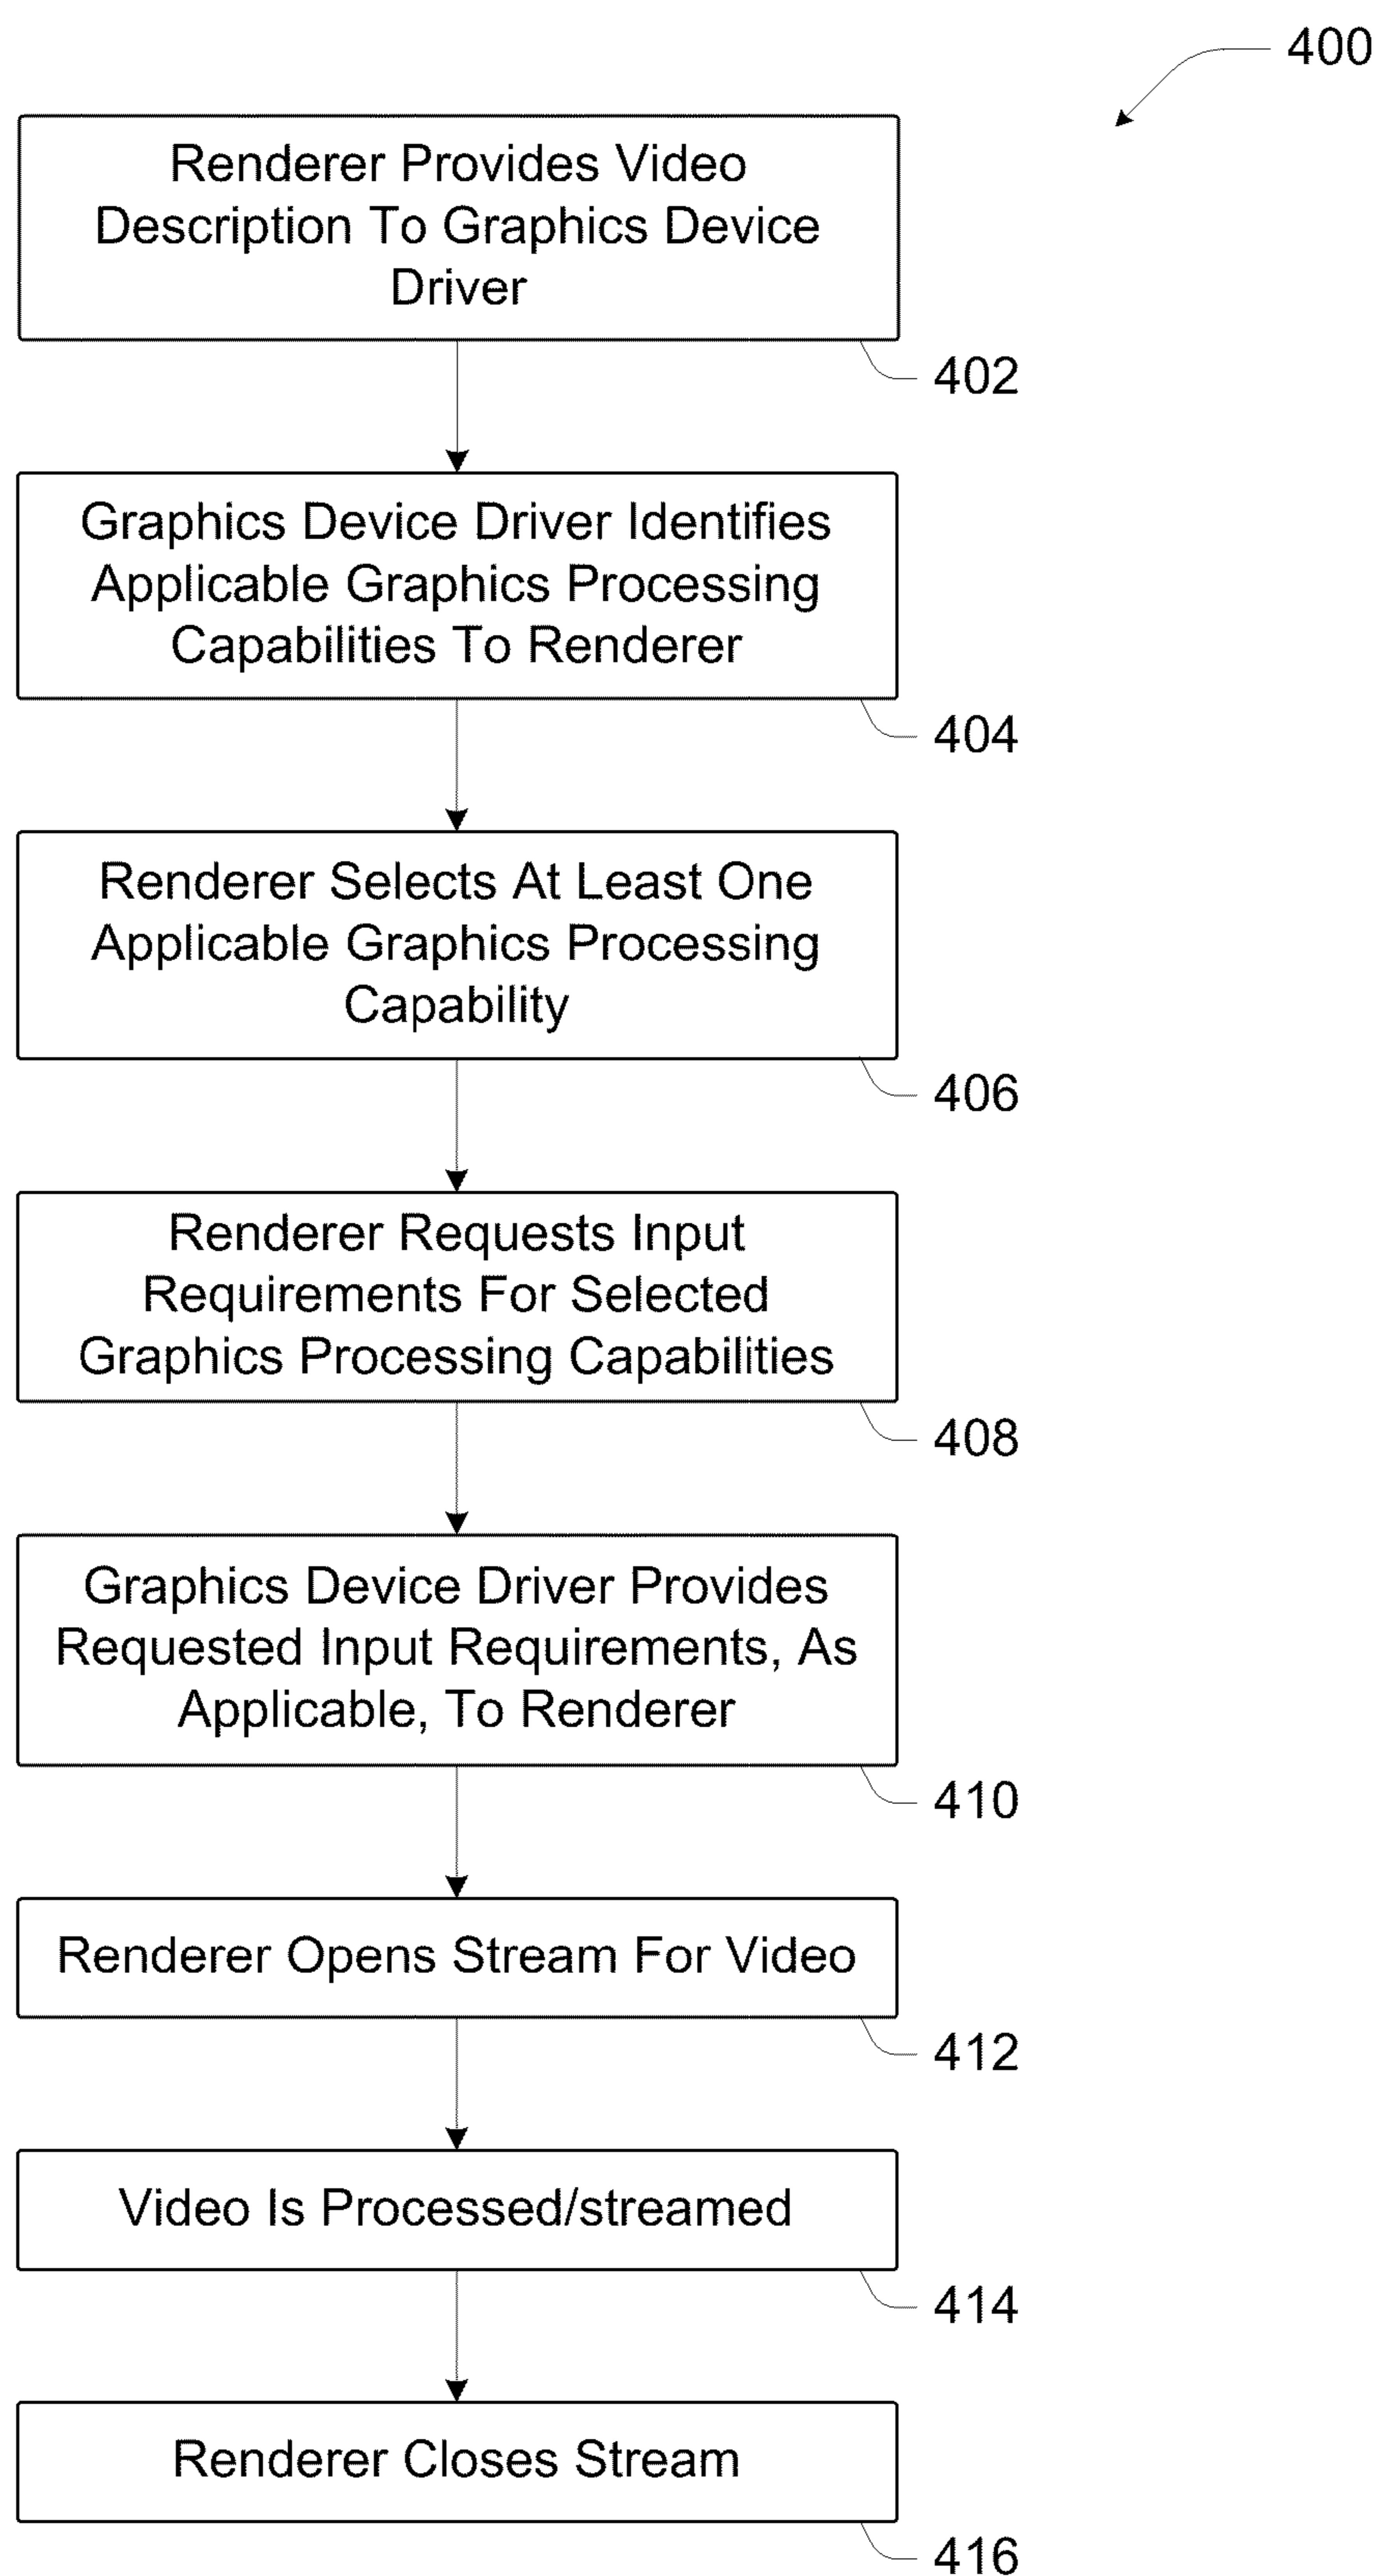 400
Renderer Provides Video
Description To Graphics Device
Driver
402
Graphics Device Driver Identifies
Applicable Graphics Processing
Capabilities To Renderer
404
Renderer Selects At Least One
Applicable Graphics Processing
Capability
406
Renderer Requests Input
Requirements For Selected
Graphics Processing Capabilities
408
Graphics Device Driver Provides
Requested Input Requirements, As
Applicable, To Renderer
410
Renderer Opens Stream For Video
412
Video Is Processed/streamed
414
Renderer Closes Stream
416